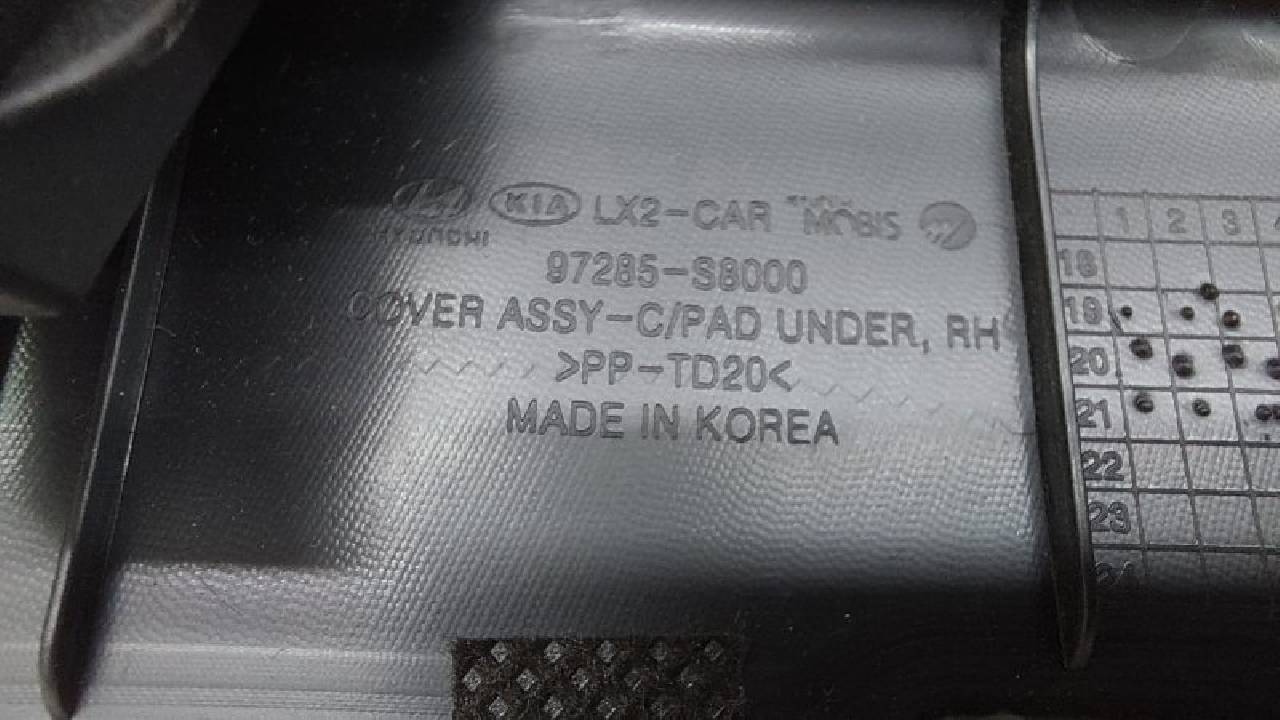 HYUNDAI KIA LX2-CAR MOBIS
97285-S8000
COVER ASSY-C/PAD UNDER, RH
>PP-TD20<
MADE IN KOREA
1 2 3
18
19
20
21
22
23
24